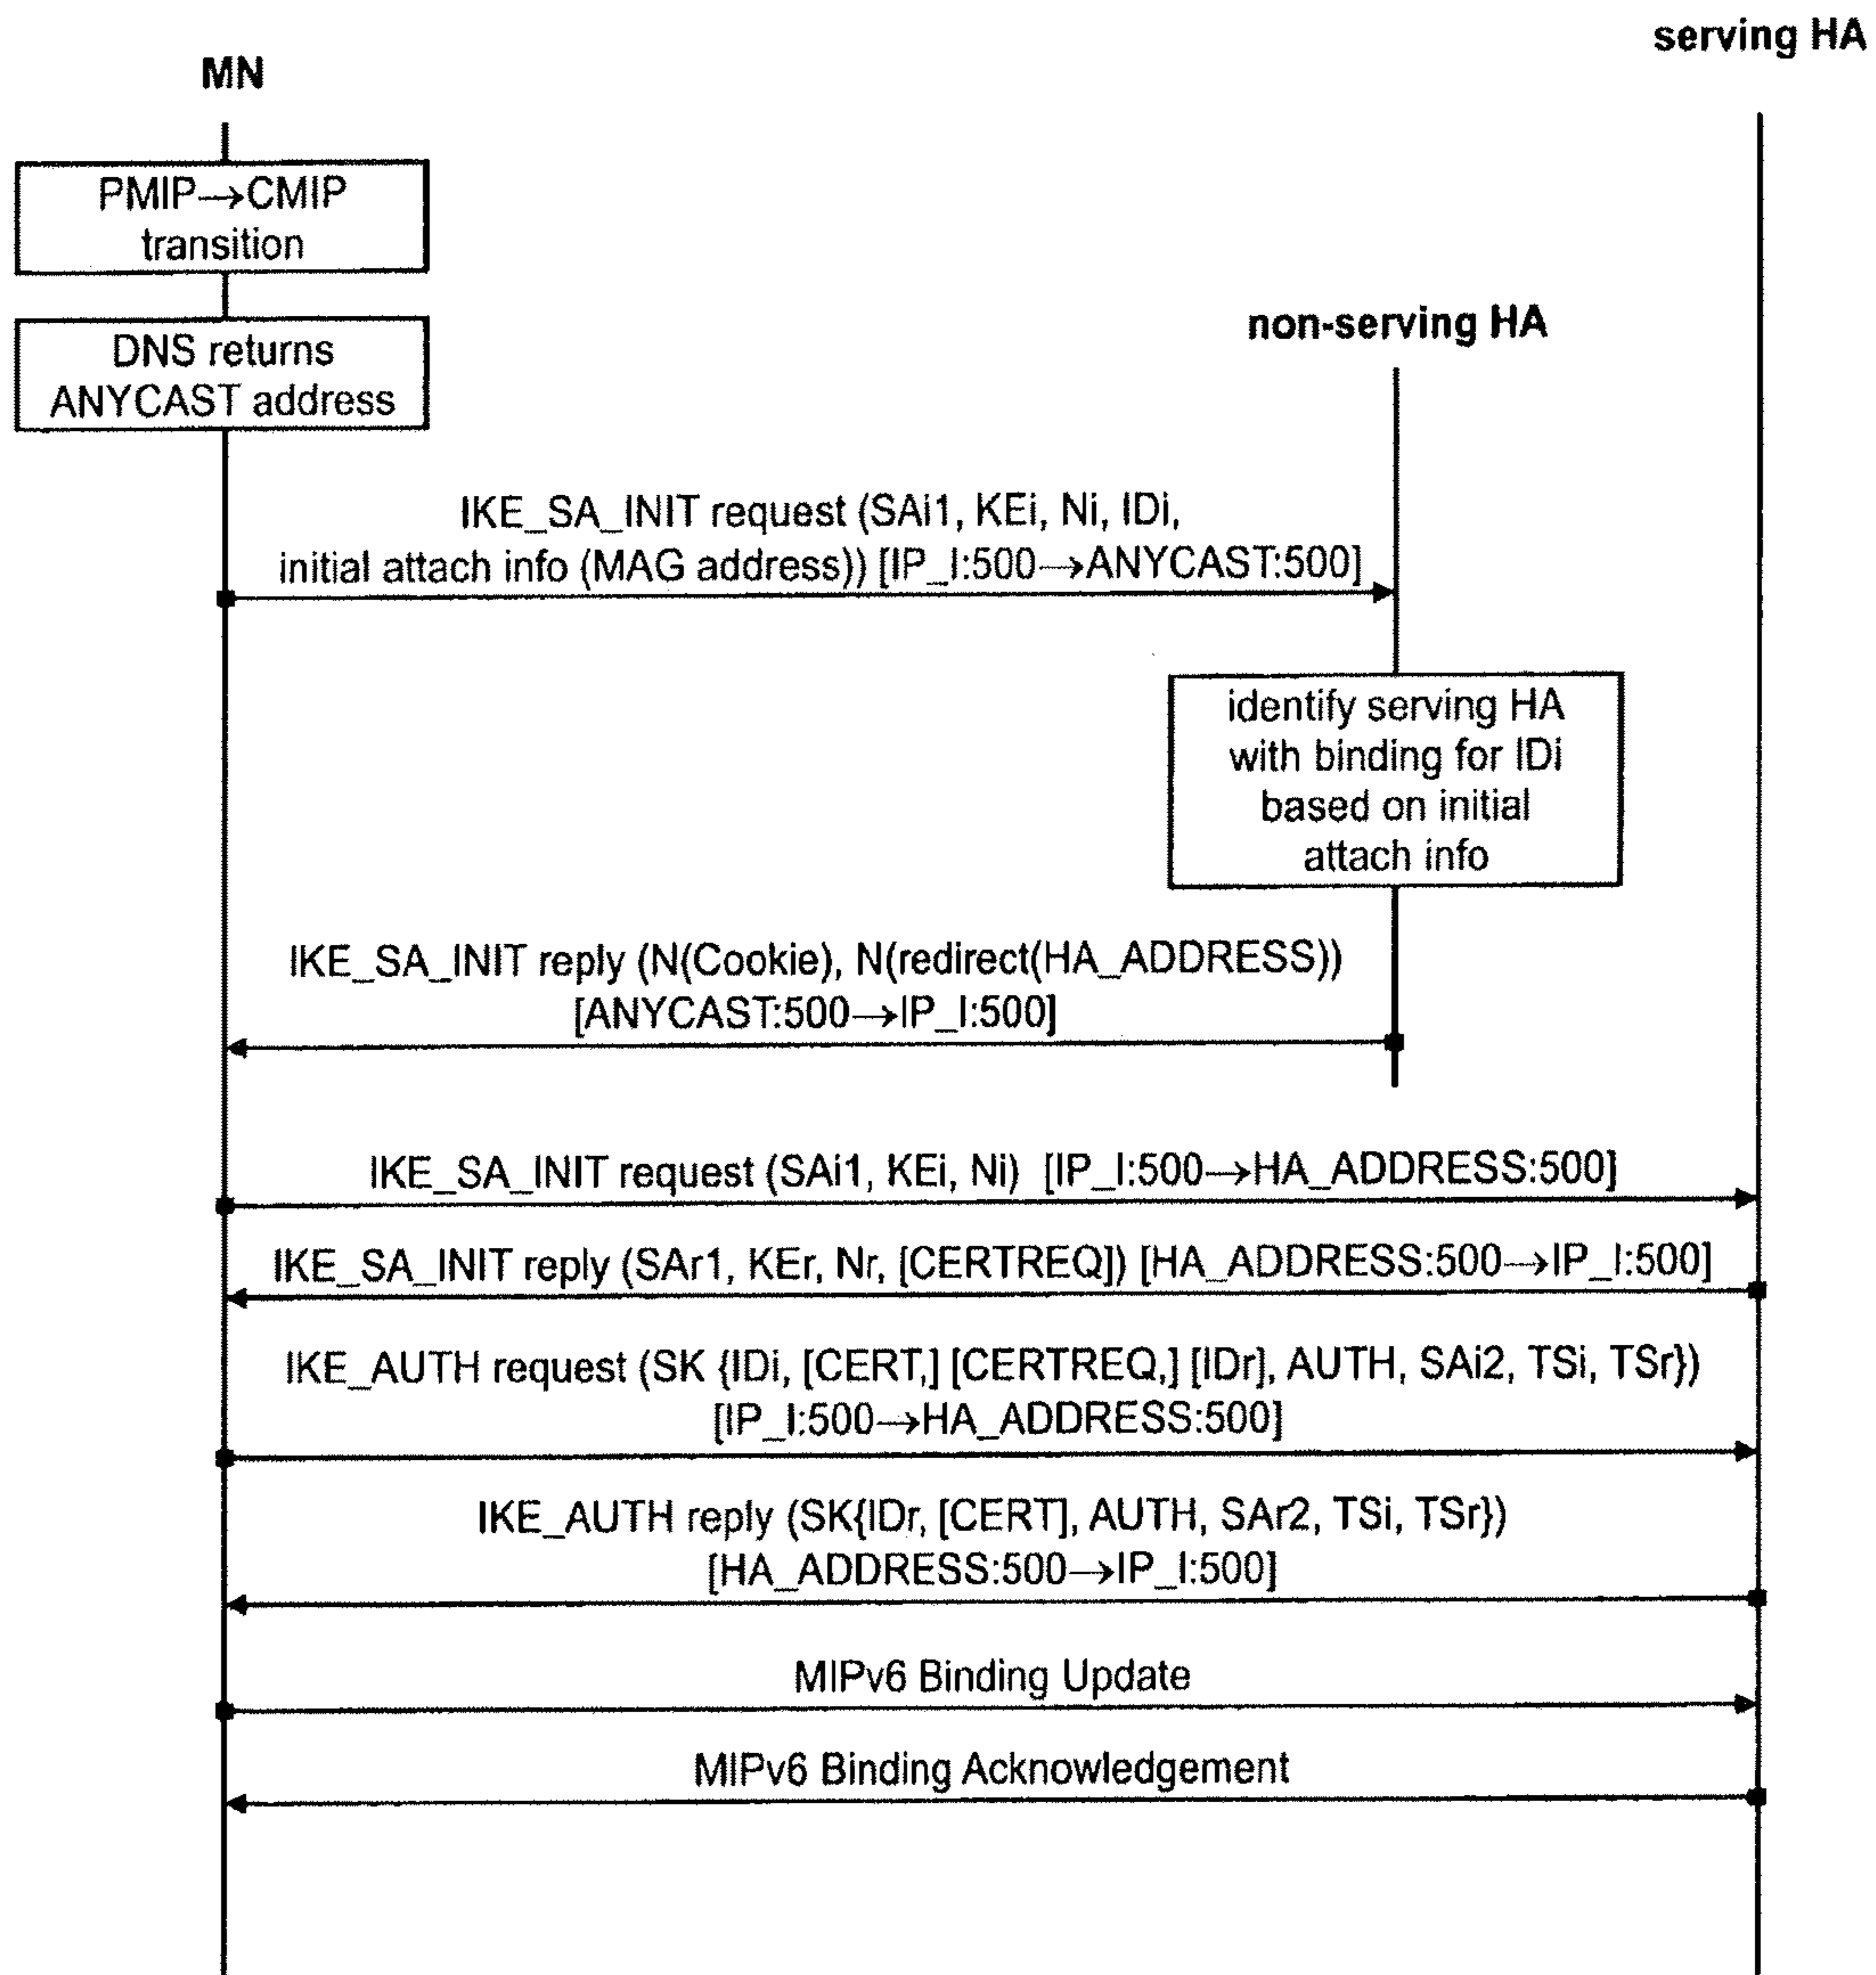 serving HA
MN
PMIP→CMIP
transition
DNS returns
ANYCAST address
non-serving HA
IKE_SA_INIT request (SAi1, KEi, Ni, IDi,
initial attach info (MAG address)) [IP_I:500→ANYCAST:500]
identify serving HA
with binding for IDi
based on initial
attach info
IKE_SA_INIT reply (N(Cookie), N(redirect(HA_ADDRESS))
[ANYCAST:500→IP_I:500]
IKE_SA_INIT request (SAi1, KEi, Ni) [IP_I:500→HA_ADDRESS:500]
IKE_SA_INIT reply (SAr1, KEr, Nr, [CERTREQ]) [HA_ADDRESS:500→IP_I:500]
IKE_AUTH request (SK {IDi, [CERT,] [CERTREQ,] [IDr], AUTH, SAi2, TSi, TSr})
[IP_I:500→HA_ADDRESS:500]
IKE_AUTH reply (SK{IDr, [CERT], AUTH, SAr2, TSi, TSr})
[HA_ADDRESS:500→IP_I:500]
MIPv6 Binding Update
MIPv6 Binding Acknowledgement